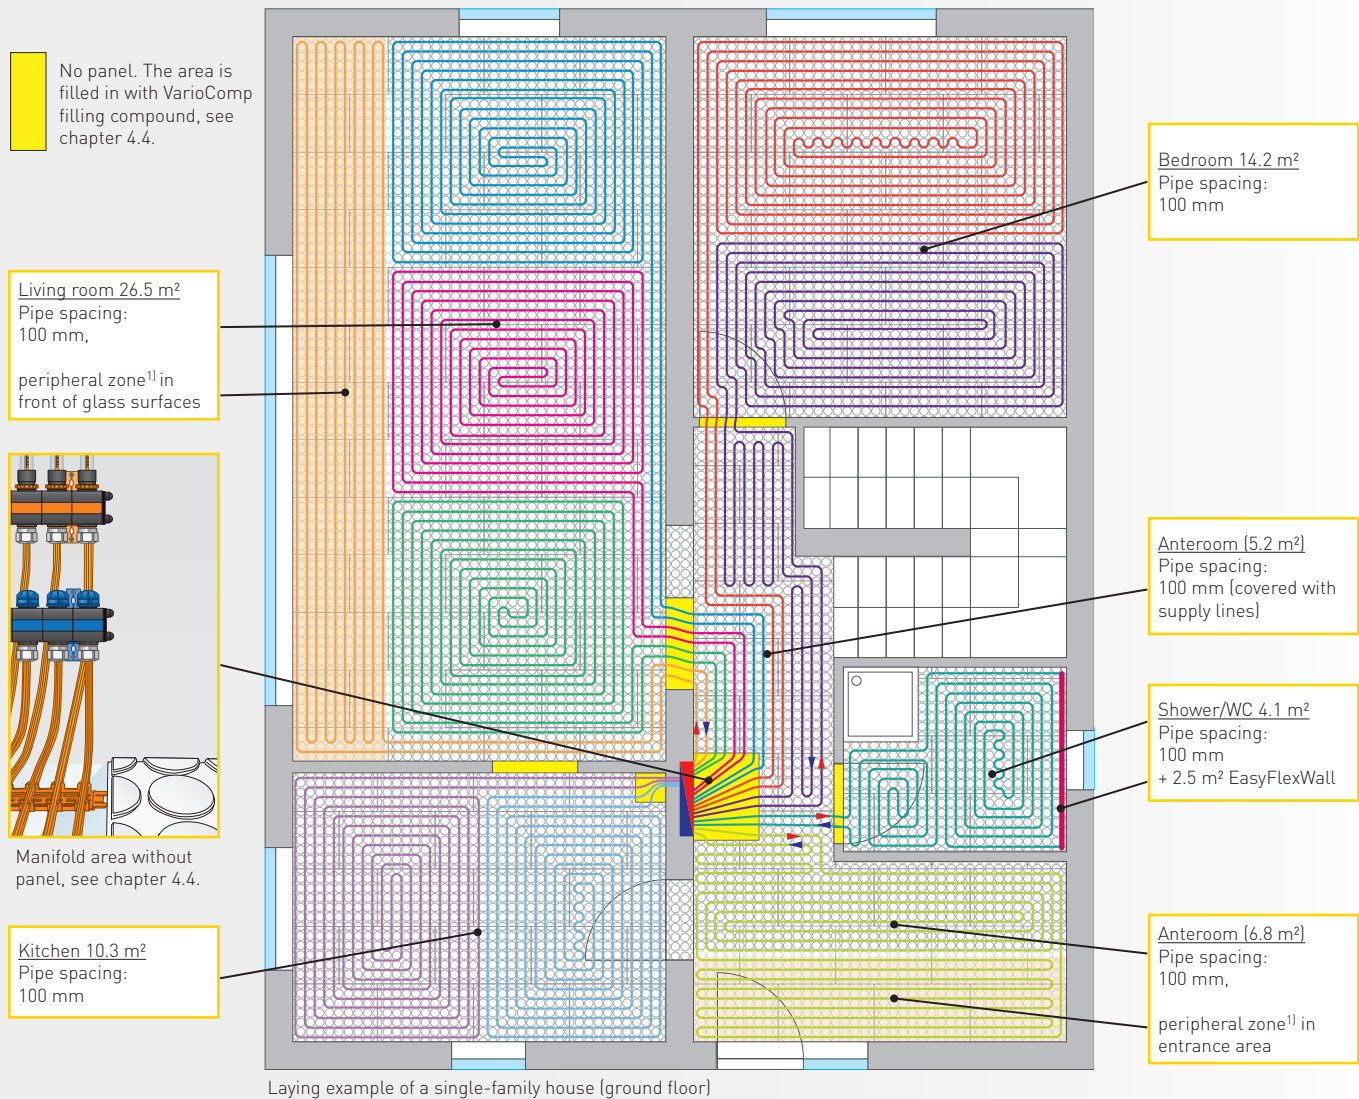 No panel. The area is
filled in with VarioComp
filling compound, see
chapter 4.4.
Living room 26.5 m²
Pipe spacing:
100 mm,
peripheral zone¹⁾ in
front of glass surfaces
Manifold area without
panel, see chapter 4.4.
Kitchen 10.3 m²
Pipe spacing:
100 mm
Bedroom 14.2 m²
Pipe spacing:
100 mm
Anteroom (5.2 m²)
Pipe spacing:
100 mm (covered with
supply lines)
Shower/WC 4.1 m²
Pipe spacing:
100 mm
+ 2.5 m² EasyFlexWall
Anteroom (6.8 m²)
Pipe spacing:
100 mm,
peripheral zone¹⁾ in
entrance area
Laying example of a single-family house (ground floor)